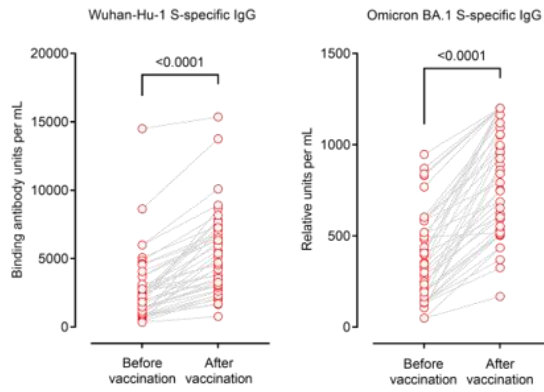 Wuhan-Hu-1 S-specific IgG
<0.0001
Binding antibody units per mL
20000
15000
10000
5000
0
Before
vaccination
After
vaccination
Omicron BA.1 S-specific IgG
<0.0001
Relative units per mL
1500
1000
500
0
Before
vaccination
After
vaccination